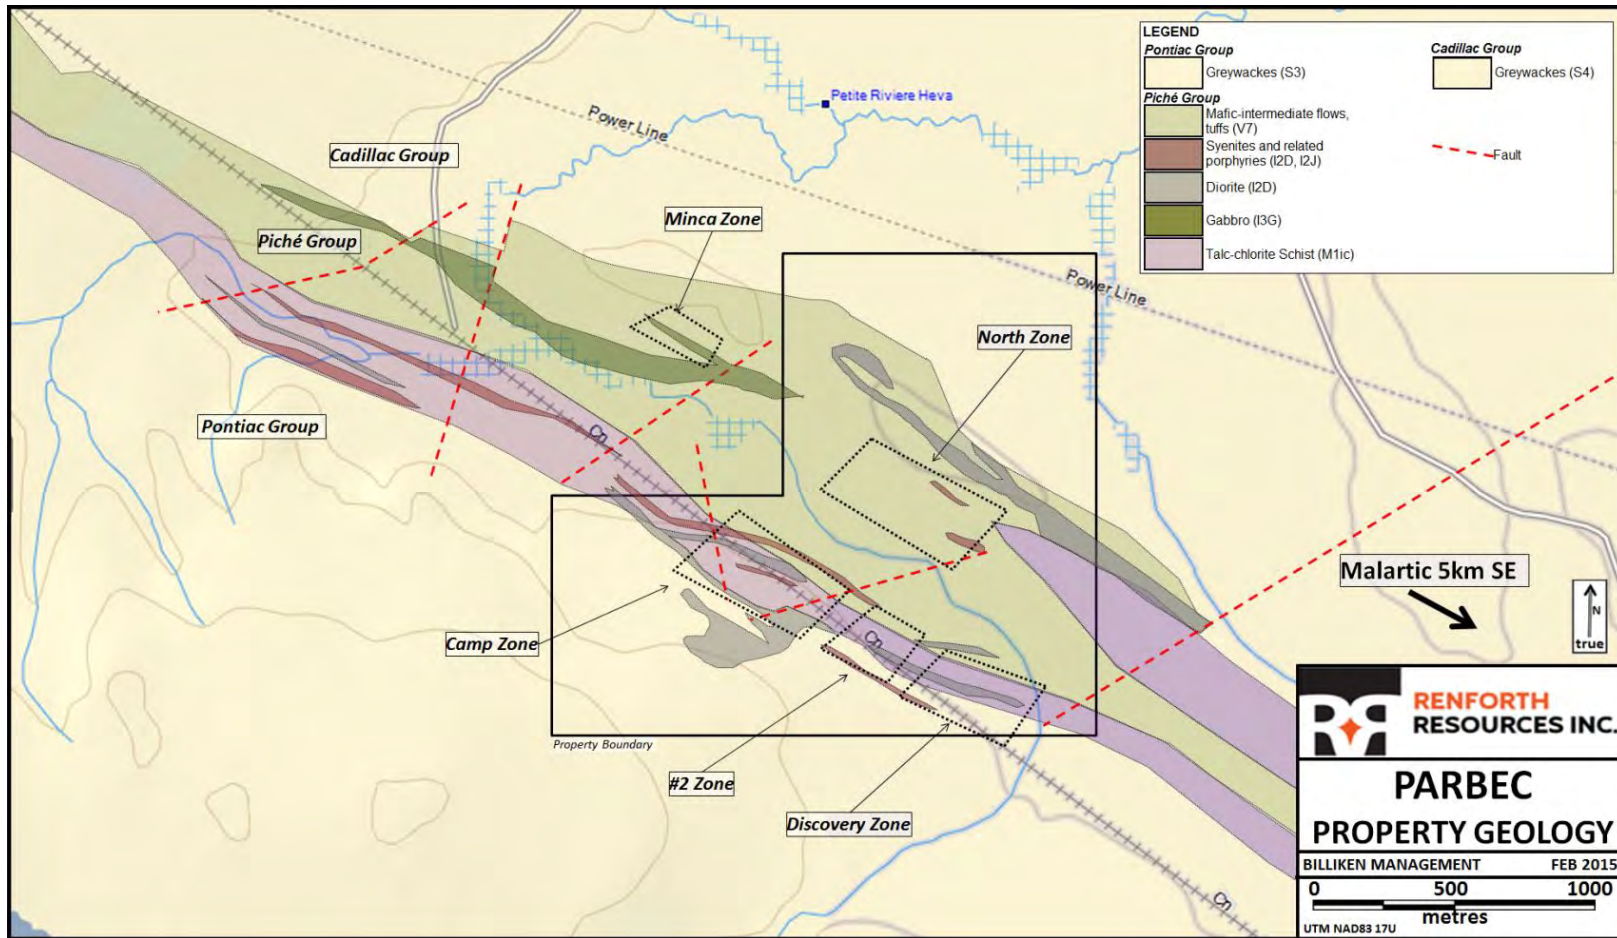 LEGEND
Pontiac Group
Greywackes (S3)
Cadillac Group
Greywackes (S4)
Piché Group
Mafic-intermediate flows,
tuffs (V7)
Syenites and related
porphyries (I2D, I2J)
Diorite (I2D)
Gabbro (I3G)
Talc-chlorite Schist (M1ic)
Fault
Petite Riviere Heva
Power Line
Cadillac Group
Minca Zone
Piché Group
Power Line
North Zone
Pontiac Group
Cn
Malartic 5km SE
N
true
Camp Zone
Cn
Property Boundary
#2 Zone
Discovery Zone
Cn
RENFORTH
RESOURCES INC.
PARBEC
PROPERTY GEOLOGY
BILLIKEN MANAGEMENT FEB 2015
0 500 1000
metres
UTM NAD83 17U